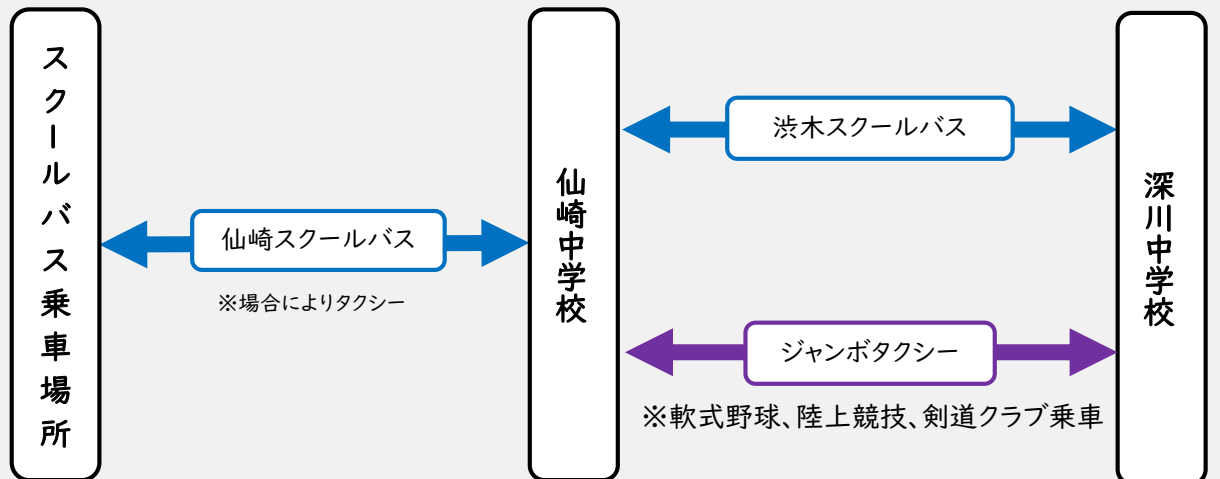 スクールバス乗車場所
仙崎スクールバス
※場合によりタクシー
仙崎中学校
渋木スクールバス
ジャンボタクシー
※軟式野球、陸上競技、剣道クラブ乗車
深川中学校